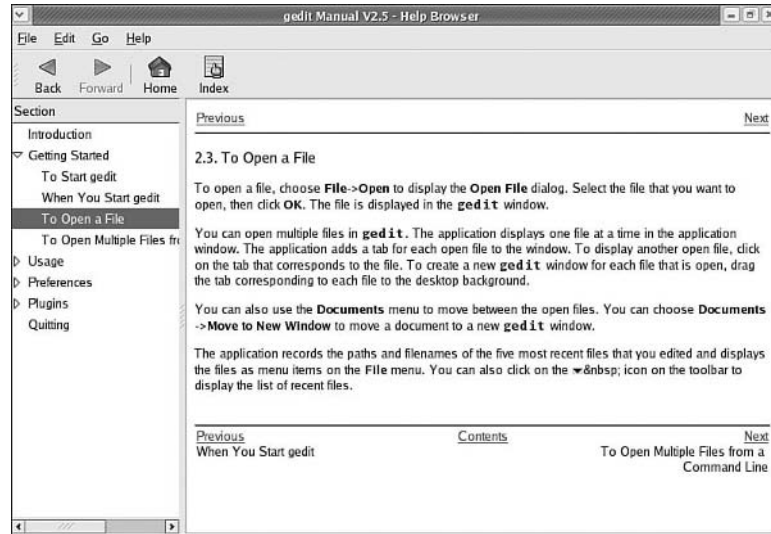 gedit Manual V2.5 - Help Browser
File Edit Go Help
Back Forward Home Index
Section
Introduction
Getting Started
To Start gedit
When You Start gedit
To Open a File
To Open Multiple Files fr
Usage
Preferences
Plugins
Quitting
Previous Next
2.3. To Open a File
To open a file, choose File->Open to display the Open File dialog. Select the file that you want to
open, then click OK. The file is displayed in the gedit window.
You can open multiple files in gedit. The application displays one file at a time in the application
window. The application adds a tab for each open file to the window. To display another open file, click
on the tab that corresponds to the file. To create a new gedit window for each file that is open, drag
the tab corresponding to each file to the desktop background.
You can also use the Documents menu to move between the open files. You can choose Documents
->Move to New Window to move a document to a new gedit window.
The application records the paths and filenames of the five most recent files that you edited and displays
the files as menu items on the File menu. You can also click on the &nbsp; icon on the toolbar to
display the list of recent files.
Previous Contents Next
When You Start gedit To Open Multiple Files from a
Command Line